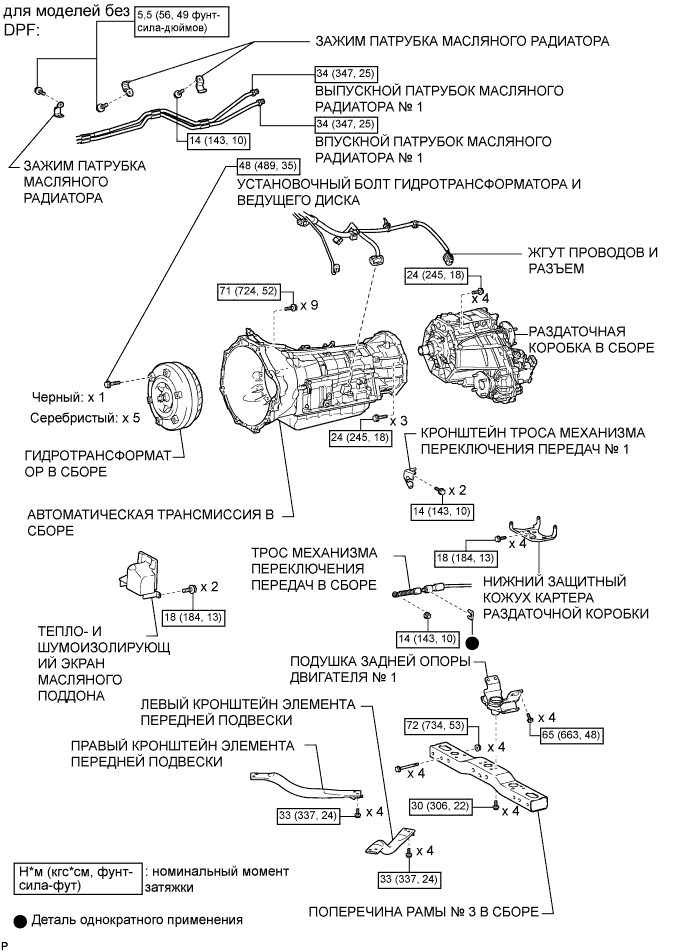 для моделей без
DPF:
5,5 (56, 49 фунт-
сила-дюймов)
ЗАЖИМ ПАТРУБКА МАСЛЯНОГО РАДИАТОРА
34 (347, 25)
ВЫПУСКНОЙ ПАТРУБОК МАСЛЯНОГО
РАДИАТОРА № 1
34 (347, 25)
14 (143, 10)
ВПУСКНОЙ ПАТРУБОК МАСЛЯНОГО
РАДИАТОРА № 1
ЗАЖИМ ПАТРУБКА
МАСЛЯНОГО
РАДИАТОРА
48 (489, 35)
УСТАНОВОЧНЫЙ БОЛТ ГИДРОТРАНСФОРМАТОРА И
ВЕДУЩЕГО ДИСКА
ЖГУТ ПРОВОДОВ И
РАЗЪЕМ
24 (245, 18)
x 4
71 (724, 52)
x 9
РАЗДАТОЧНАЯ
КОРОБКА В СБОРЕ
Черный: x 1
Серебристый: x 5
x 3
24 (245, 18)
КРОНШТЕЙН ТРОСА МЕХАНИЗМА
ПЕРЕКЛЮЧЕНИЯ ПЕРЕДАЧ № 1
ГИДРОТРАНСФОРМАТ
ОР В СБОРЕ
x 2
14 (143, 10)
АВТОМАТИЧЕСКАЯ ТРАНСМИССИЯ В
СБОРЕ
x 4
18 (184, 13)
ТРОС МЕХАНИЗМА
ПЕРЕКЛЮЧЕНИЯ
ПЕРЕДАЧ В СБОРЕ
x 2
18 (184, 13)
НИЖНИЙ ЗАЩИТНЫЙ
КОЖУХ КАРТЕРА
РАЗДАТОЧНОЙ КОРОБКИ
14 (143, 10)
ТЕПЛО- И
ШУМОИЗОЛИРУЮЩ
ИЙ ЭКРАН
МАСЛЯНОГО
ПОДДОНА
ПОДУШКА ЗАДНЕЙ ОПОРЫ
ДВИГАТЕЛЯ № 1
ЛЕВЫЙ КРОНШТЕЙН ЭЛЕМЕНТА
ПЕРЕДНЕЙ ПОДВЕСКИ
x 4
65 (663, 48)
72 (734, 53)
x 4
ПРАВЫЙ КРОНШТЕЙН ЭЛЕМЕНТА
ПЕРЕДНЕЙ ПОДВЕСКИ
x 4
30 (306, 22)
x 4
33 (337, 24)
x 4
x 4
33 (337, 24)
Н*м (кгс*см, фунт-
сила-фут)
: номинальный момент
затяжки
Деталь однократного применения
ПОПЕРЕЧИНА РАМЫ № 3 В СБОРЕ
P